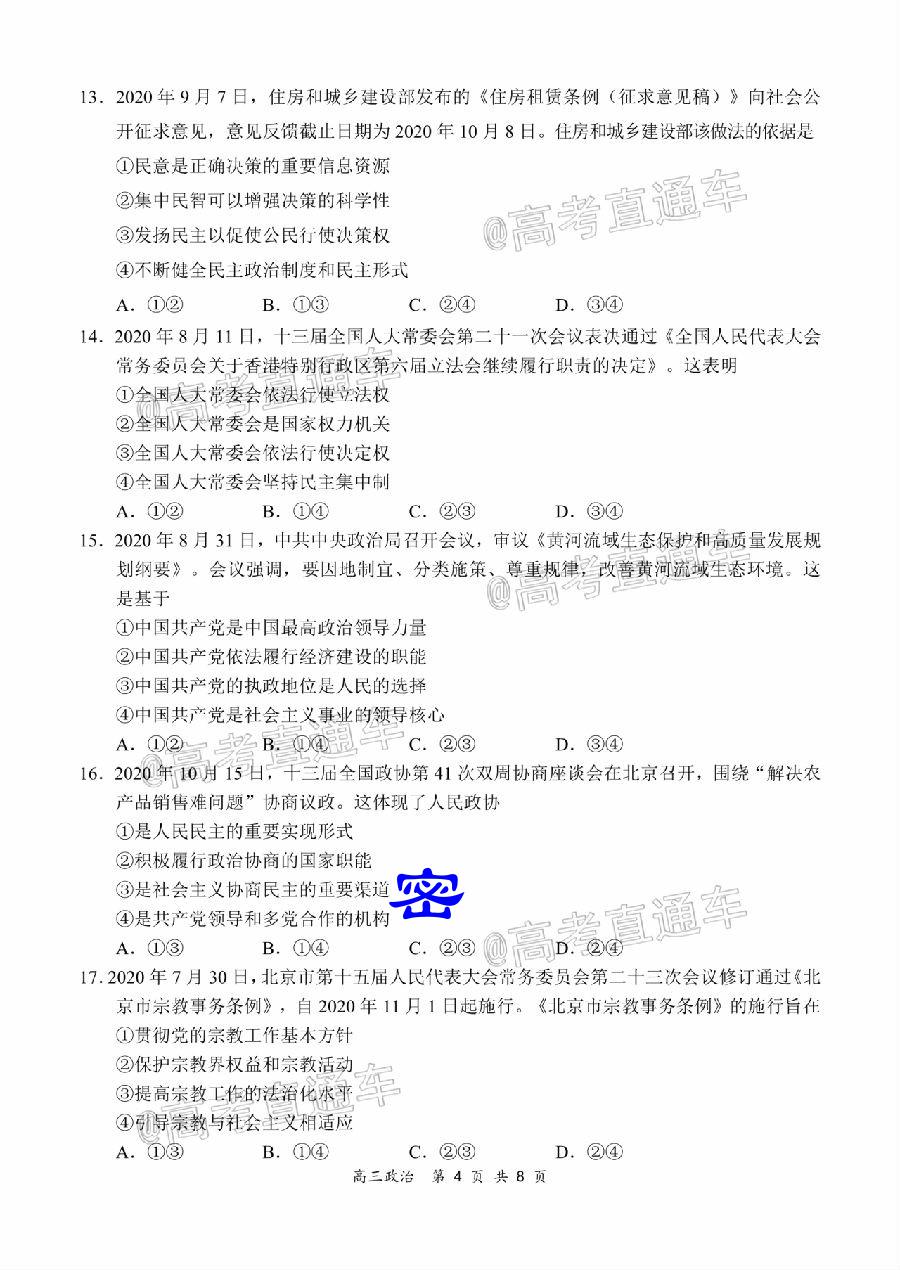 13．2020 年 9 月 7 日，住房和城乡建设部发布的《住房租赁条例（征求意见稿）》向社会公
开征求意见，意见反馈截止日期为 2020 年 10 月 8 日。住房和城乡建设部该做法的依据是
①民意是正确决策的重要信息资源
②集中民智可以增强决策的科学性
@高考直通车
③发扬民主以促使公民行使决策权
④不断健全民主政治制度和民主形式
A．①② B．①③ C．②④ D．③④
14．2020 年 8 月 11 日，十三届全国人大常委会第二十一次会议表决通过《全国人民代表大会
常务委员会关于香港特别行政区第六届立法会继续履行职责的决定》。这表明
@高考直通车
①全国人大常委会依法行使立法权
②全国人大常委会是国家权力机关
③全国人大常委会依法行使决定权
④全国人大常委会坚持民主集中制
A．①② B．①④ C．②③ D．③④
15．2020 年 8 月 31 日，中共中央政治局召开会议，审议《黄河流域生态保护和高质量发展规
划纲要》。会议强调，要因地制宜、分类施策、尊重规律，改善黄河流域生态环境。这
@高考直通车
是基于
①中国共产党是中国最高政治领导力量
②中国共产党依法履行经济建设的职能
③中国共产党的执政地位是人民的选择
④中国共产党是社会主义事业的领导核心
A．①② B．①④ C．②③ D．③④
@高考直通车
16．2020 年 10 月 15 日，十三届全国政协第 41 次双周协商座谈会在北京召开，围绕“解决农
产品销售难问题”协商议政。这体现了人民政协
①是人民民主的重要实现形式
②积极履行政治协商的国家职能
③是社会主义协商民主的重要渠道
密
④是共产党领导和多党合作的机构
@高考直通车
A．①③ B．①④ C．②③ D．②④
17. 2020 年 7 月 30 日，北京市第十五届人民代表大会常务委员会第二十三次会议修订通过《北
京市宗教事务条例》，自 2020 年 11 月 1 日起施行。《北京市宗教事务条例》的施行旨在
①贯彻党的宗教工作基本方针
②保护宗教界权益和宗教活动
③提高宗教工作的法治化水平
④引导宗教与社会主义相适应
@高考直通车
A．①③ B．①④ C．②③ D．②④
高三政治 第 4 页 共 8 页